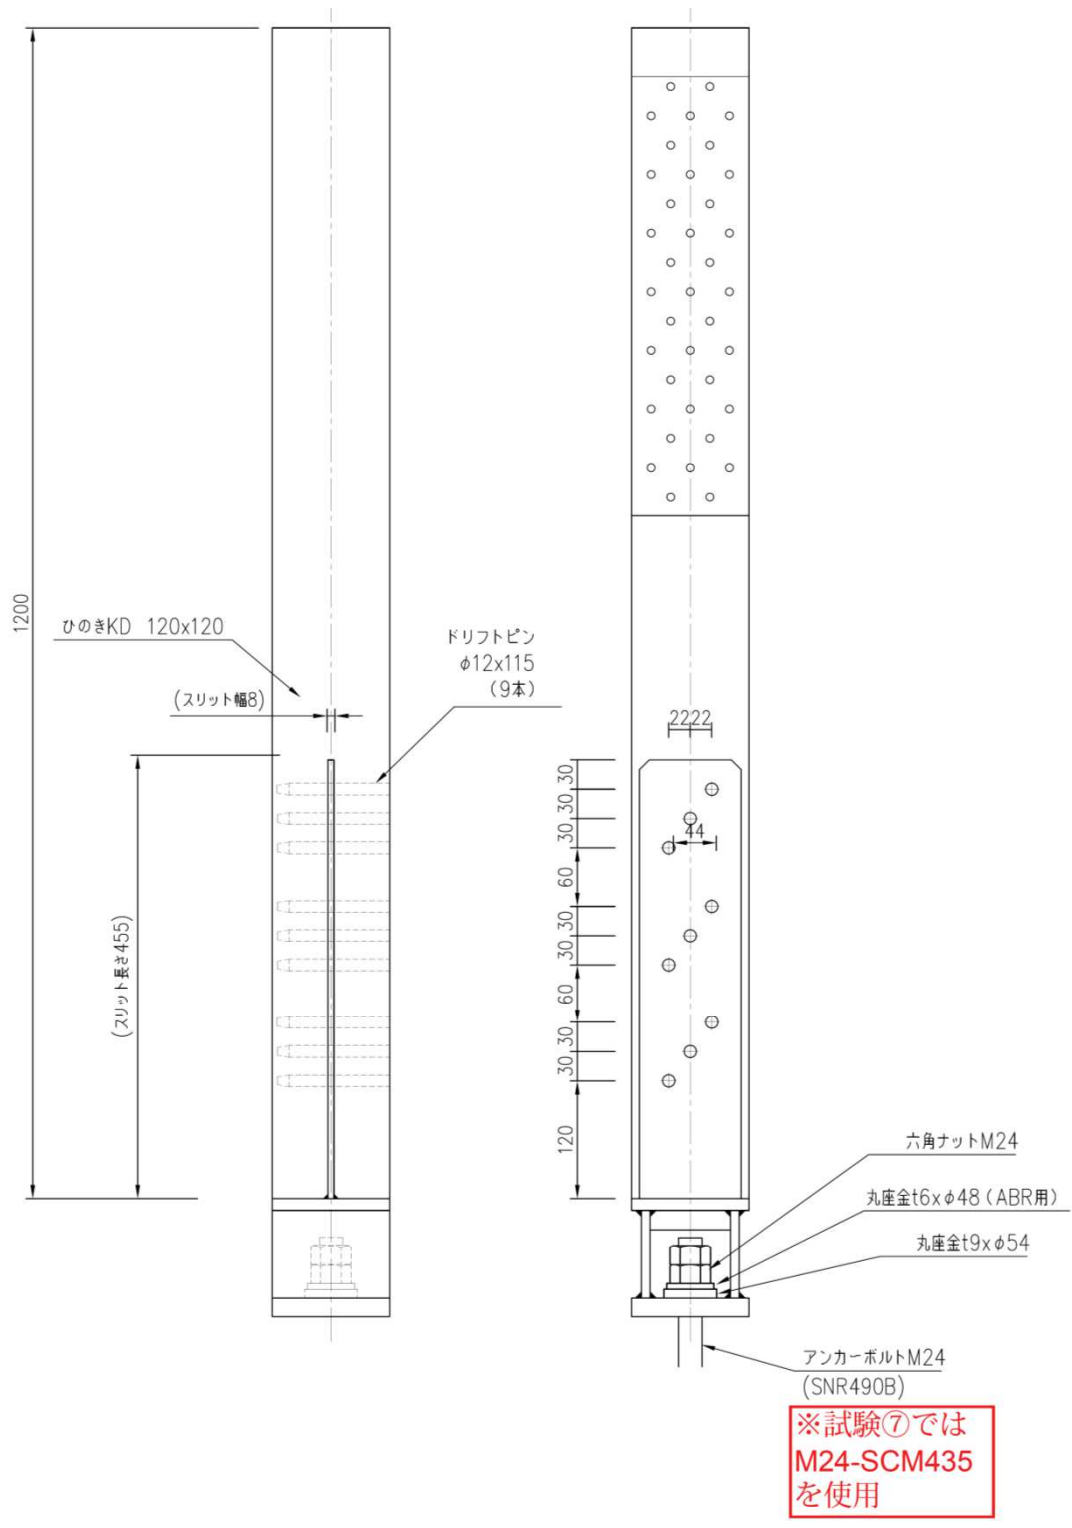 1200
ひのきKD 120x120
(スリット幅8)
ドリフトピン
φ12x115
(9本)
(スリット長さ455)
2222
44
30
30
30
60
30
30
60
30
30
120
六角ナットM24
丸座金t6xφ48(ABR用)
丸座金t9xφ54
アンカーボルトM24
(SNR490B)
※試験⑦では
M24-SCM435
を使用